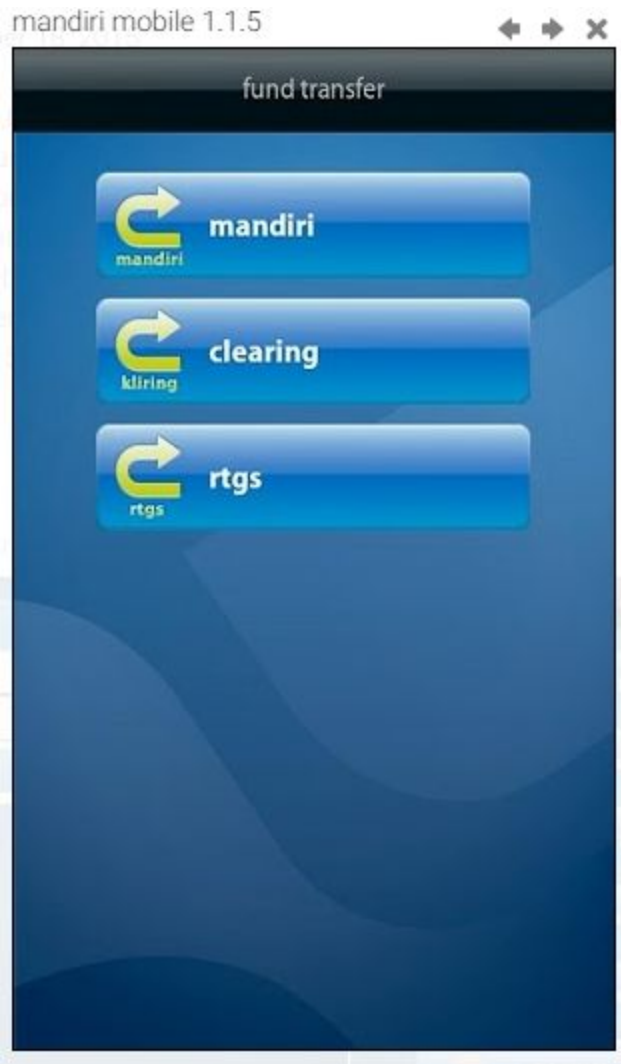 mandiri mobile 1.1.5
fund transfer
mandiri
mandiri
kliring
clearing
rtgs
rtgs